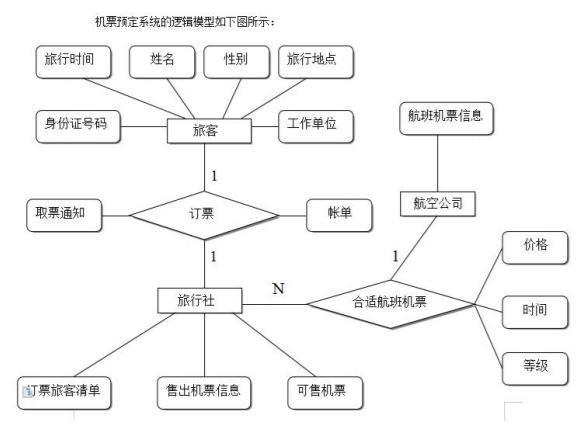 机票预定系统的逻辑模型如下图所示:
旅行时间
姓名
性别
旅行地点
身份证号码
旅客
工作单位
航班机票信息
1
取票通知
订票
帐单
航空公司
1
1
价格
旅行社
N
合适航班机票
时间
等级
订票旅客清单
售出机票信息
可售机票